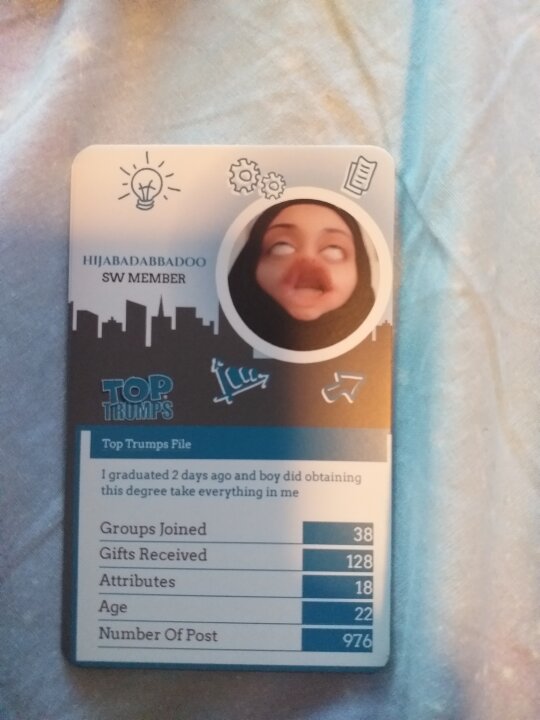 HIJABADABBADOO
SW MEMBER
TOP
TRUMPS
Top Trumps File
I graduated 2 days ago and boy did obtaining
this degree take everything in me
Groups Joined 38
Gifts Received 128
Attributes 18
Age 22
Number Of Post 976